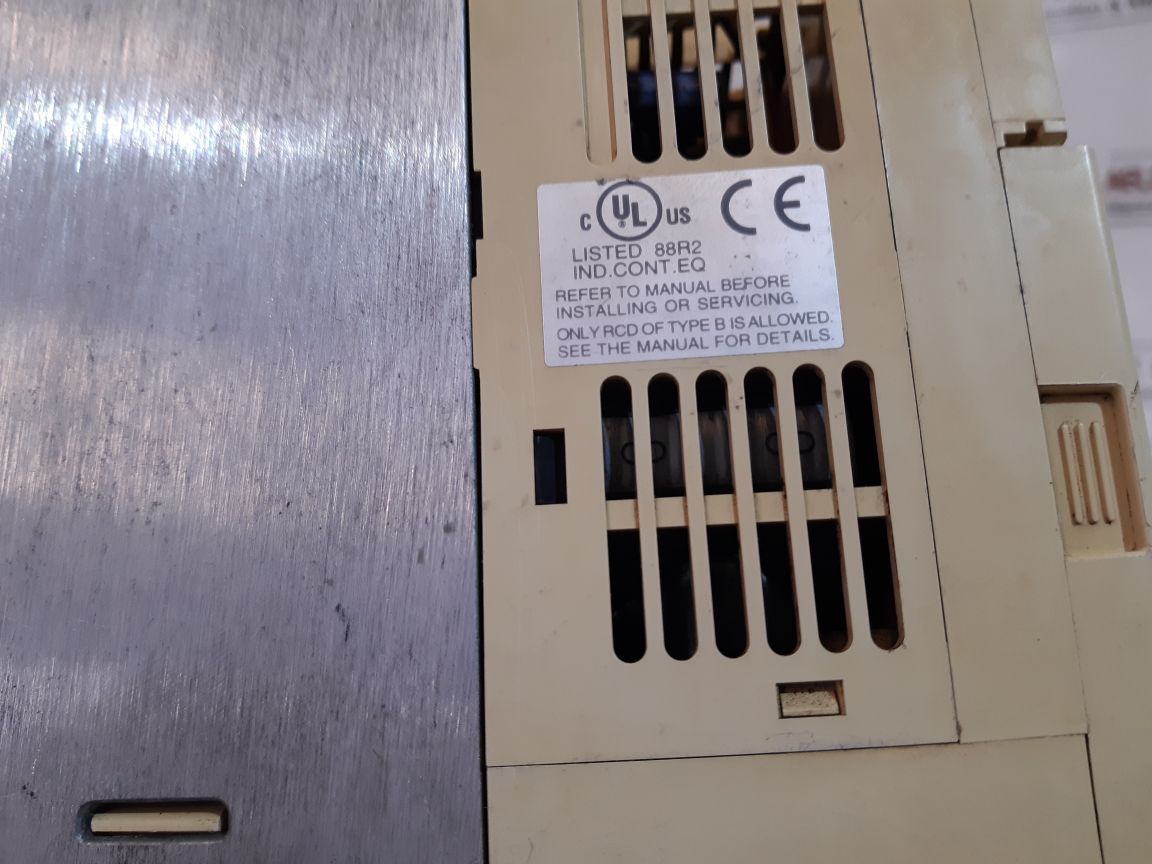 C UL ® US CE
LISTED 88R2
IND.CONT.EQ
REFER TO MANUAL BEFORE
INSTALLING OR SERVICING.
ONLY RCD OF TYPE B IS ALLOWED.
SEE THE MANUAL FOR DETAILS.